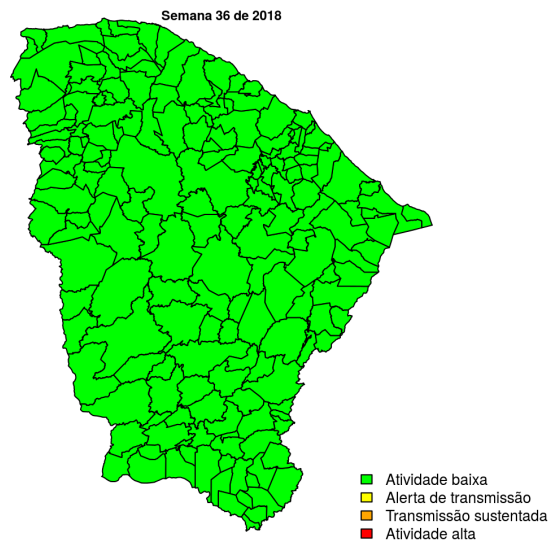 Semana 36 de 2018
Atividade baixa
Alerta de transmissão
Transmissão sustentada
Atividade alta